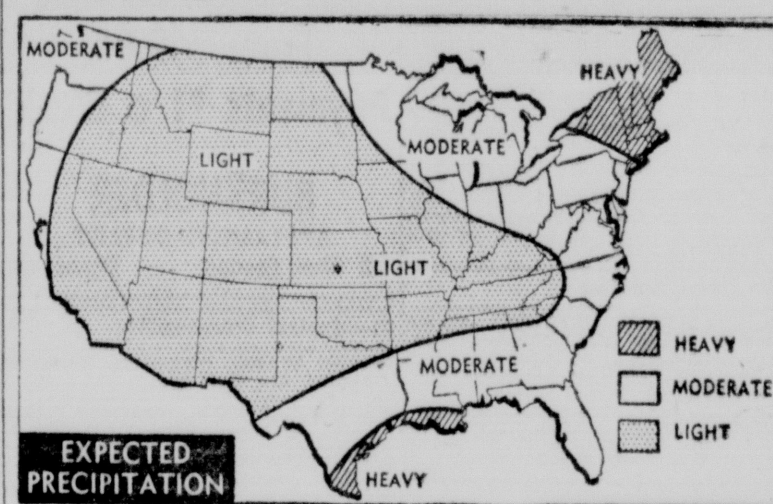 MODERATE
HEAVY
MODERATE
LIGHT
LIGHT
HEAVY
MODERATE
MODERATE
LIGHT
EXPECTED
PRECIPITATION
HEAVY